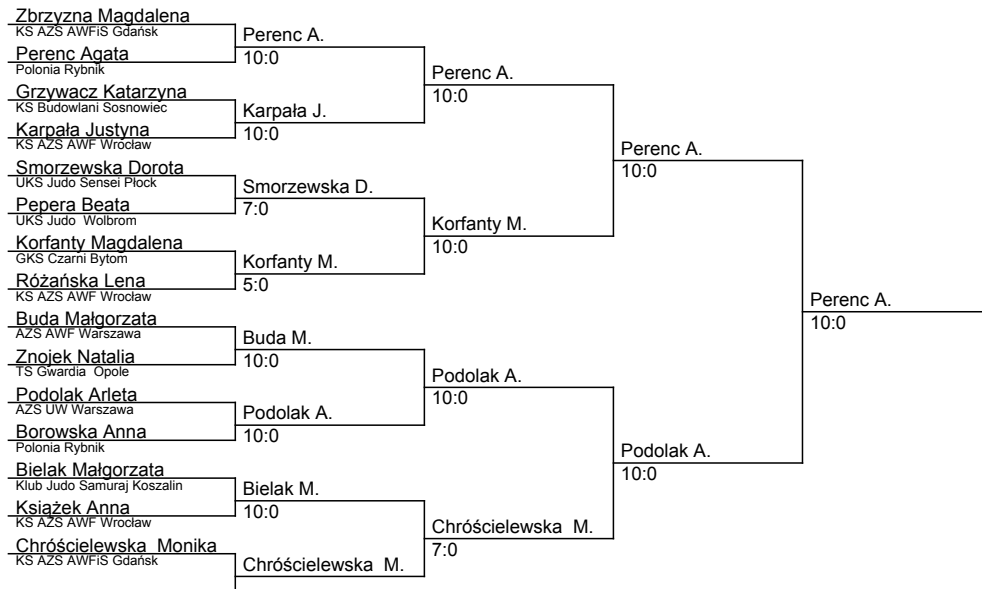 Zbrzyzna Magdalena
KS AZS AWFiS Gdańsk
Perenc Agata
Polonia Rybnik
Grzywacz Katarzyna
KS Budowlani Sosnowiec
Karpała Justyna
KS AZS AWF Wrocław
Smorzewska Dorota
UKS Judo Sensei Płock
Pepera Beata
UKS Judo Wolbrom
Korfanty Magdalena
GKS Czarni Bytom
Różańska Lena
KS AZS AWF Wrocław
Buda Małgorzata
AZS AWF Warszawa
Znojek Natalia
TS Gwardia Opole
Podolak Arleta
AZS UW Warszawa
Borowska Anna
Polonia Rybnik
Bielak Małgorzata
Klub Judo Samuraj Koszalin
Książek Anna
KS AZS AWF Wrocław
Chróścielewska Monika
KS AZS AWFiS Gdańsk
Perenc A.
10:0
Karpała J.
10:0
Smorzewska D.
7:0
Korfanty M.
5:0
Buda M.
10:0
Podolak A.
10:0
Bielak M.
10:0
Chróścielewska M.
Perenc A.
10:0
Korfanty M.
10:0
Podolak A.
10:0
Chróścielewska M.
7:0
Perenc A.
10:0
Podolak A.
10:0
Perenc A.
10:0